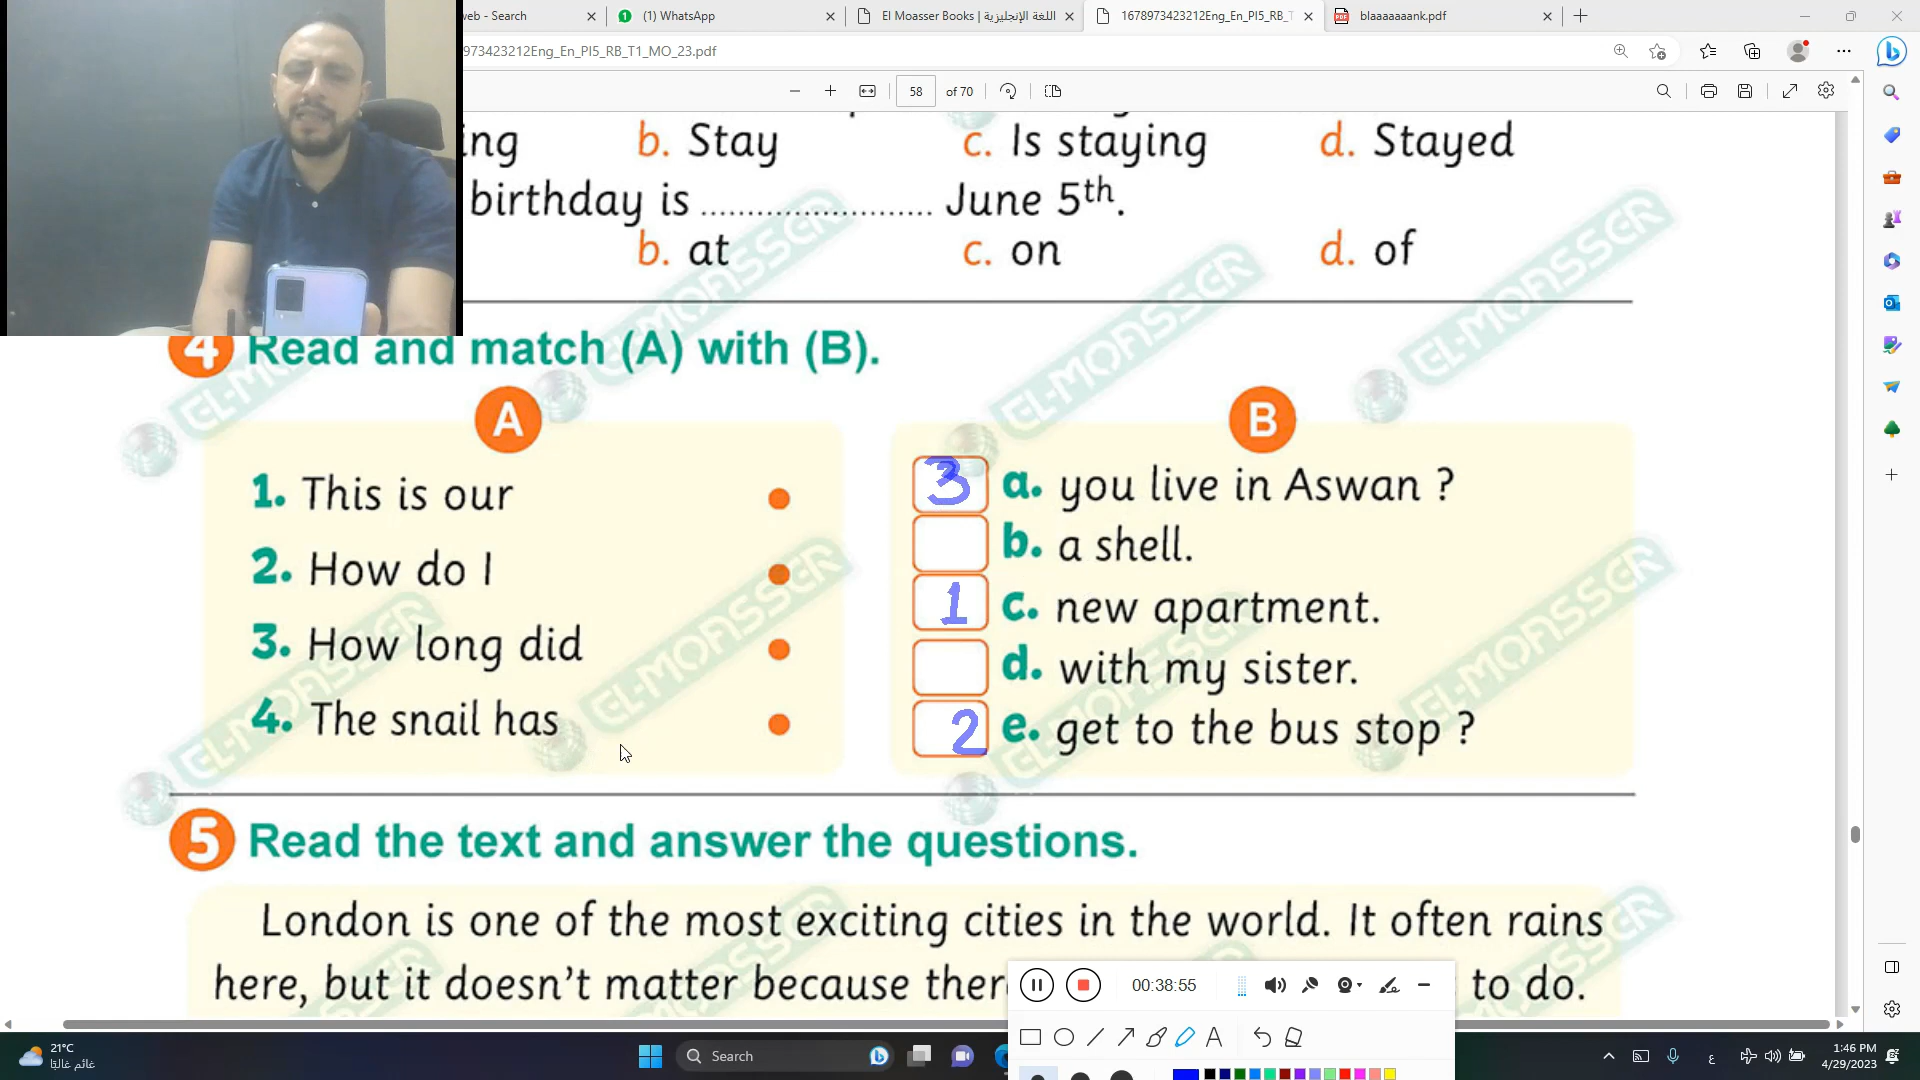 web - Search
(1) WhatsApp
El Moasser Books | اللغة الإنجليزية
1678973423212Eng_En_PI5_RB_T
blaaaaaank.pdf
973423212Eng_En_PI5_RB_T1_MO_23.pdf
58 of 70
ing b. Stay c. Is staying d. Stayed
birthday is ........................ June 5th.
b. at c. on d. of
4 Read and match (A) with (B).
A
1. This is our
2. How do I
3. How long did
4. The snail has
B
3 a. you live in Aswan ?
b. a shell.
1 c. new apartment.
d. with my sister.
2 e. get to the bus stop ?
5 Read the text and answer the questions.
London is one of the most exciting cities in the world. It often rains
here, but it doesn't matter because ther to do.
EL-MOASSER
00:38:55
21°C
غائم غالبًا
Search
ع
1:46 PM
4/29/2023